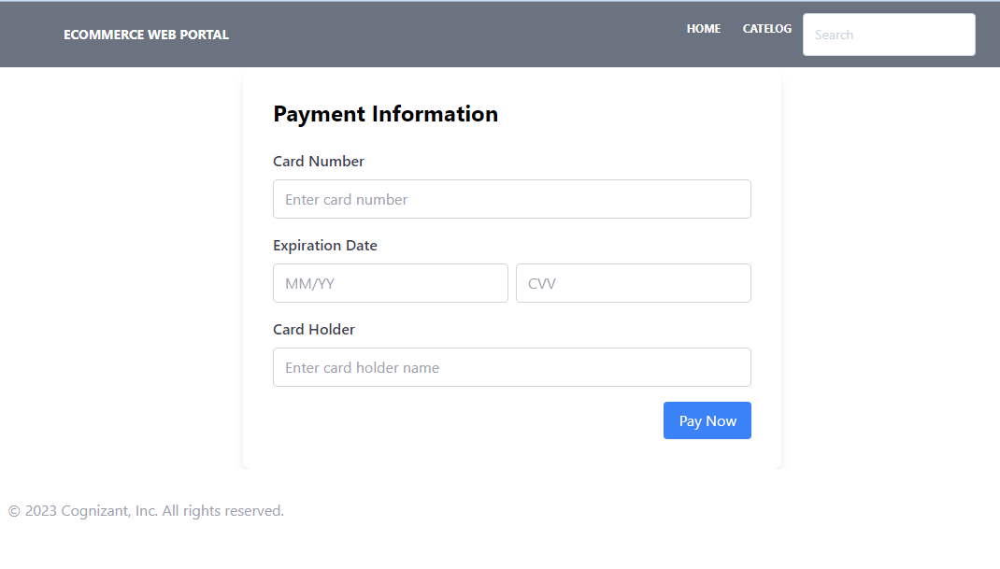 ECOMMERCE WEB PORTAL HOME CATELOG Search
Payment Information
Card Number
Enter card number
Expiration Date
MM/YY CVV
Card Holder
Enter card holder name
Pay Now
© 2023 Cognizant, Inc. All rights reserved.